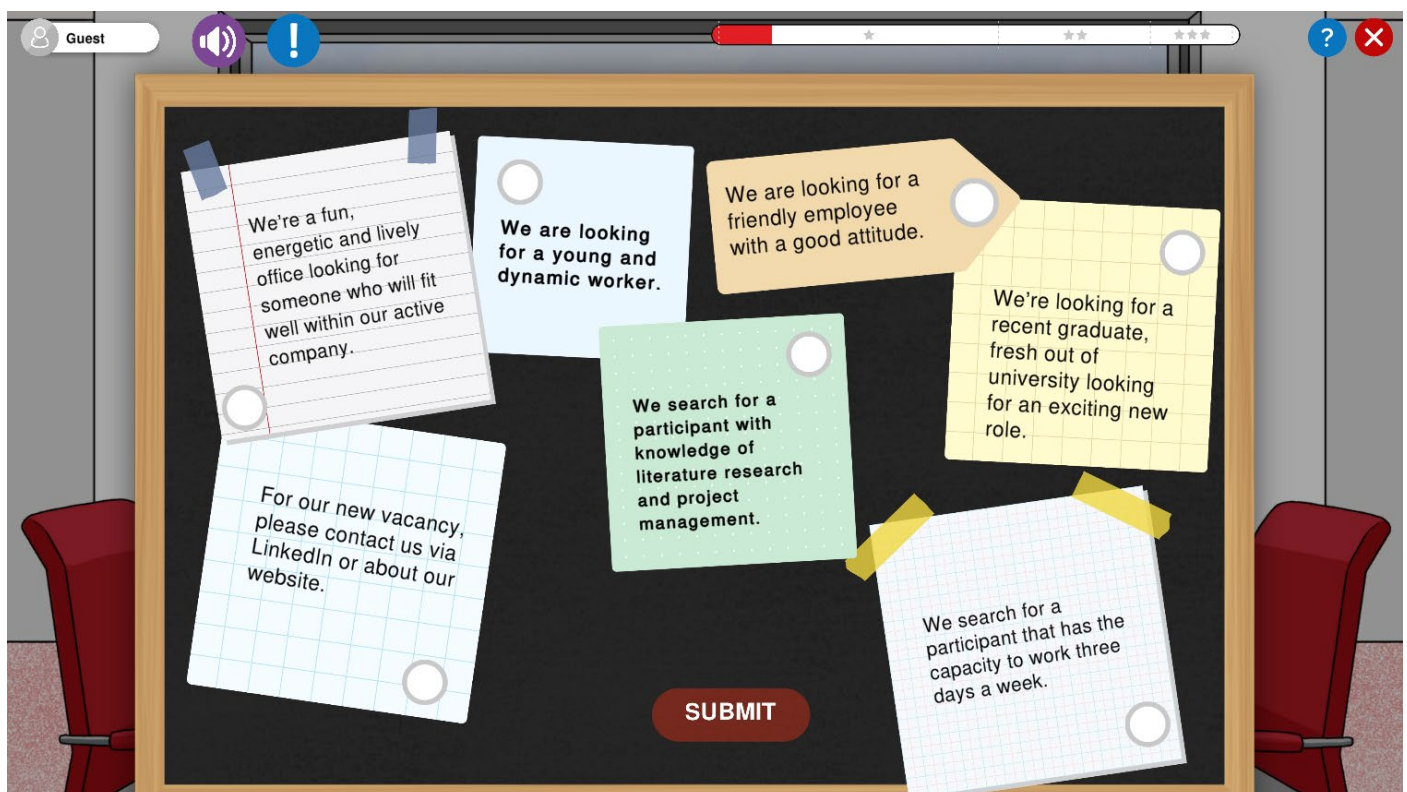 Guest
!
?
We're a fun,
energetic and lively
office looking for
someone who will fit
well within our active
company.
We are looking
for a young and
dynamic worker.
We are looking for a
friendly employee
with a good attitude.
We're looking for a
recent graduate,
fresh out of
university looking
for an exciting new
role.
We search for a
participant with
knowledge of
literature research
and project
management.
For our new vacancy,
please contact us via
LinkedIn or about our
website.
We search for a
participant that has the
capacity to work three
days a week.
SUBMIT